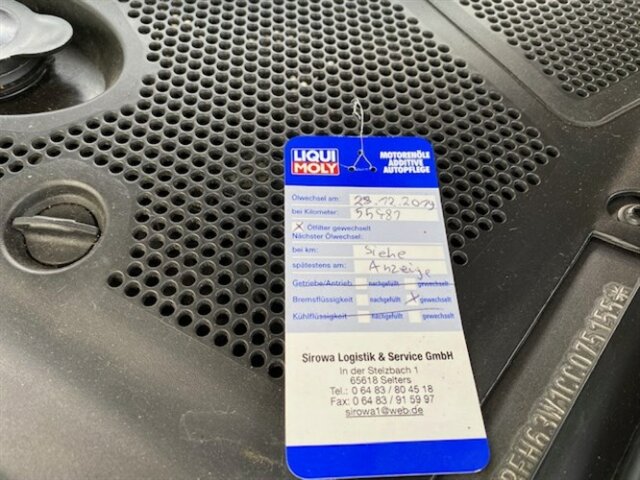 LIQUI
MOLY
MOTORENÖLE
ADDITIVE
AUTOPFLEGE
Ölwechsel am: 28.12.2019
bei Kilometer: 55481
X Ölfilter gewechselt
Nächster Ölwechsel:
bei km: Siehe
spätestens am: Anzeige
Getriebe/Antrieb nachgefüllt gewechselt
Bremsflüssigkeit nachgefüllt X gewechselt
Kühlflüssigkeit nachgefüllt gewechselt
Sirowa Logistik & Service GmbH
In der Stelzbach 1
65618 Selters
Tel.: 0 64 83 / 80 45 18
Fax: 0 64 83 / 91 59 97
sirowa1@web.de